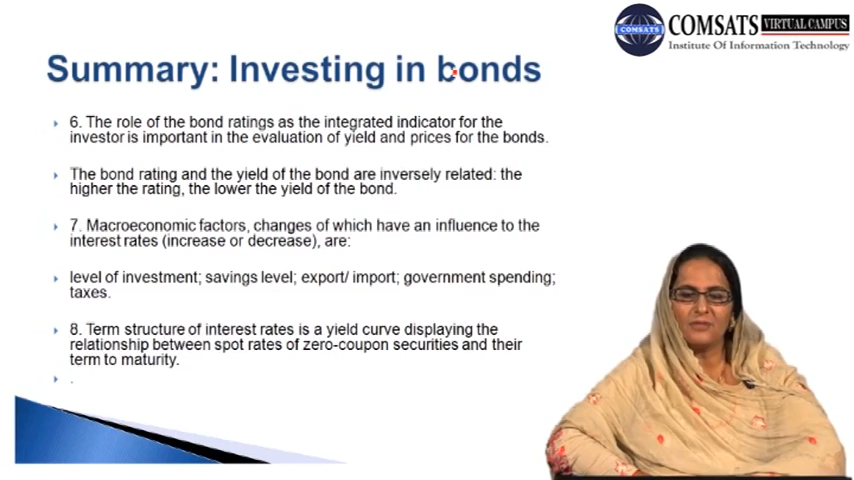 COMSATS
COMSATS VIRTUAL CAMPUS
Institute Of Information Technology
Summary: Investing in bonds
6. The role of the bond ratings as the integrated indicator for the
investor is important in the evaluation of yield and prices for the bonds.
The bond rating and the yield of the bond are inversely related: the
higher the rating, the lower the yield of the bond.
7. Macroeconomic factors, changes of which have an influence to the
interest rates (increase or decrease), are:
level of investment; savings level; export/ import; government spending;
taxes.
8. Term structure of interest rates is a yield curve displaying the
relationship between spot rates of zero-coupon securities and their
term to maturity.
.